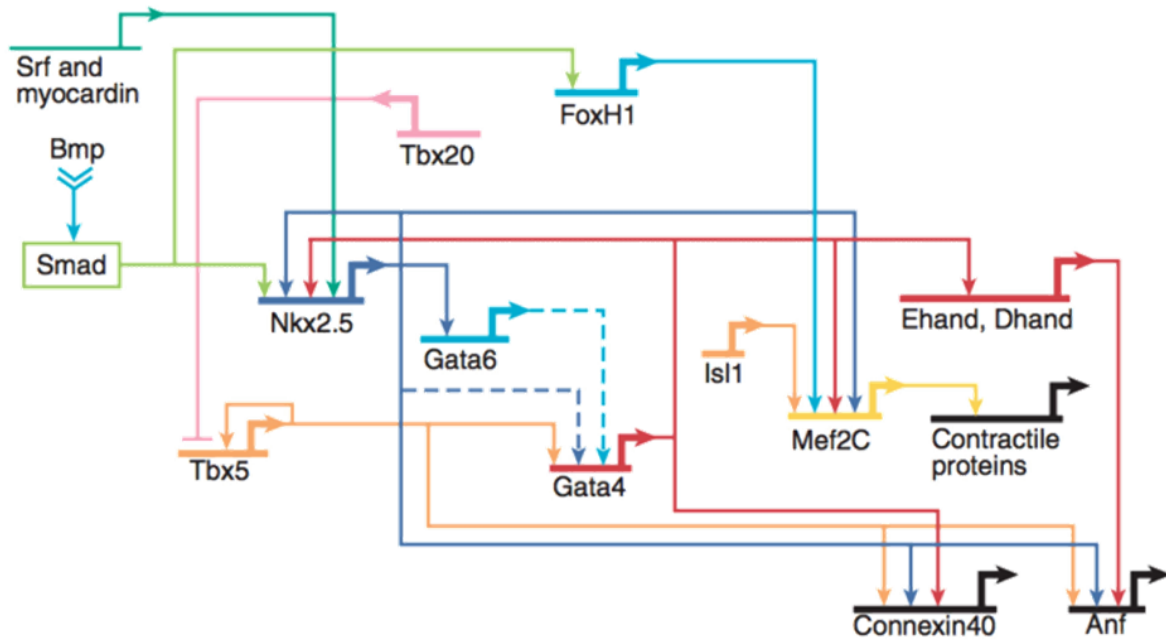 Srf and
myocardin
FoxH1
Tbx20
Bmp
Smad
Nkx2.5
Ehand, Dhand
Gata6
Isl1
Mef2C
Contractile
proteins
Tbx5
Gata4
Connexin40
Anf